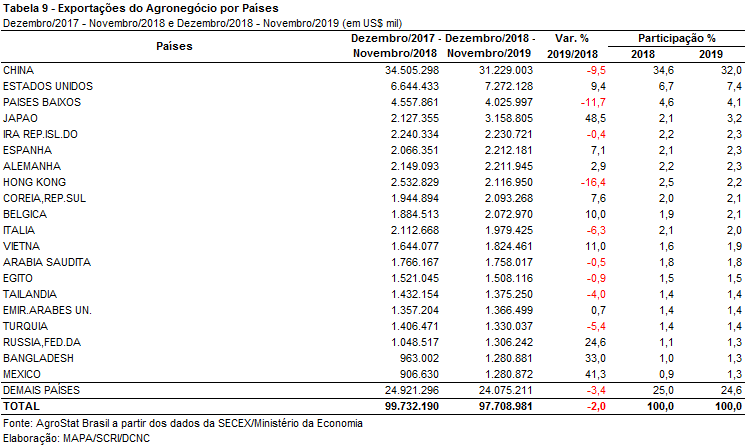 Tabela 9 - Exportações do Agronegócio por Países
Dezembro/2017 - Novembro/2018 e Dezembro/2018 - Novembro/2019 (em US$ mil)
Países Dezembro/2017 - Novembro/2018 Dezembro/2018 - Novembro/2019 Var. % 2019/2018 Participação %
2018 2019
CHINA 34.505.298 31.229.003 -9,5 34,6 32,0
ESTADOS UNIDOS 6.644.433 7.272.128 9,4 6,7 7,4
PAISES BAIXOS 4.557.861 4.025.997 -11,7 4,6 4,1
JAPAO 2.127.355 3.158.805 48,5 2,1 3,2
IRA REP.ISL.DO 2.240.334 2.230.721 -0,4 2,2 2,3
ESPANHA 2.066.351 2.212.181 7,1 2,1 2,3
ALEMANHA 2.149.093 2.211.945 2,9 2,2 2,3
HONG KONG 2.532.829 2.116.950 -16,4 2,5 2,2
COREIA,REP.SUL 1.944.894 2.093.268 7,6 2,0 2,1
BELGICA 1.884.513 2.072.970 10,0 1,9 2,1
ITALIA 2.112.668 1.979.425 -6,3 2,1 2,0
VIETNA 1.644.077 1.824.461 11,0 1,6 1,9
ARABIA SAUDITA 1.766.167 1.758.017 -0,5 1,8 1,8
EGITO 1.521.045 1.508.116 -0,9 1,5 1,5
TAILANDIA 1.432.154 1.375.250 -4,0 1,4 1,4
EMIR.ARABES UN. 1.357.204 1.366.499 0,7 1,4 1,4
TURQUIA 1.406.471 1.330.037 -5,4 1,4 1,4
RUSSIA,FED.DA 1.048.517 1.306.242 24,6 1,1 1,3
BANGLADESH 963.002 1.280.881 33,0 1,0 1,3
MEXICO 906.630 1.280.872 41,3 0,9 1,3
DEMAIS PAÍSES 24.921.296 24.075.211 -3,4 25,0 24,6
TOTAL 99.732.190 97.708.981 -2,0 100,0 100,0
Fonte: AgroStat Brasil a partir dos dados da SECEX/Ministério da Economia
Elaboração: MAPA/SCRI/DCNC